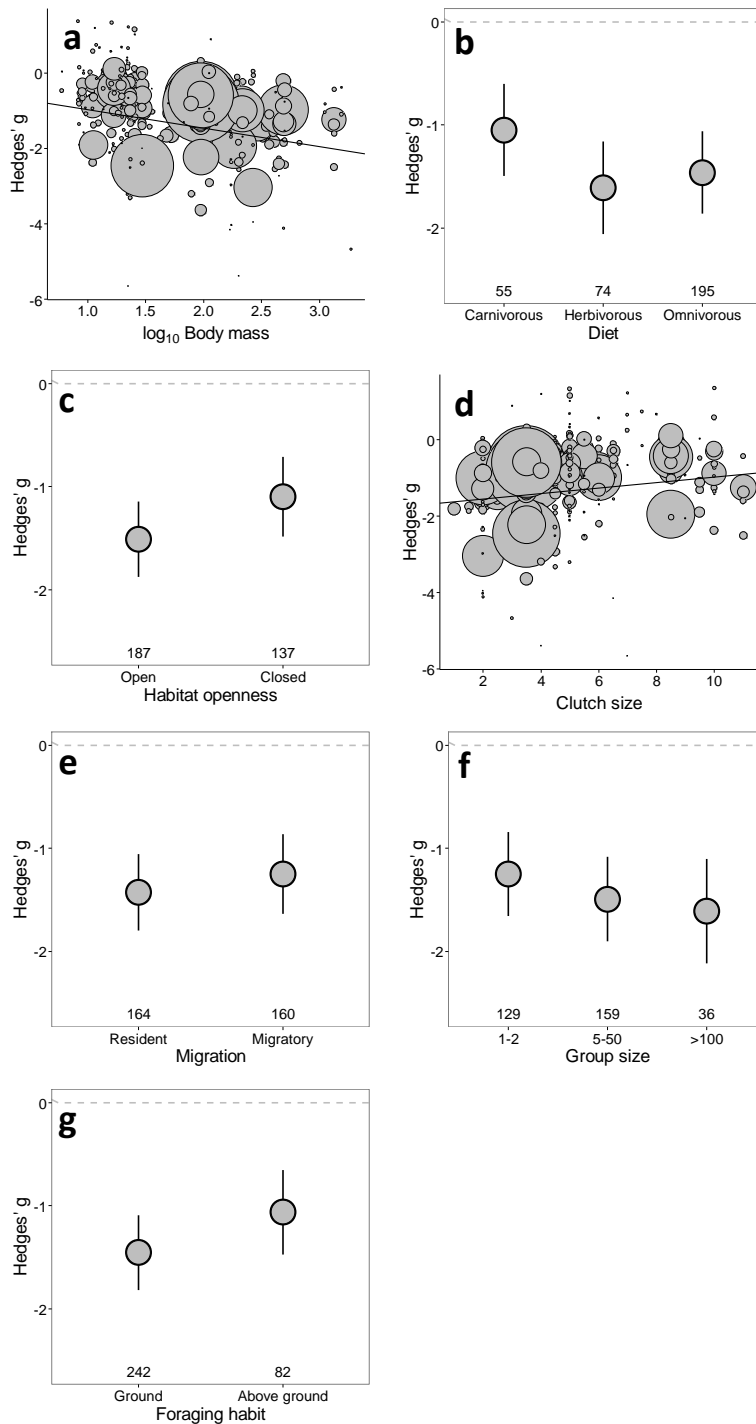 a
Hedges' g
0
-2
-4
-6
1.0 1.5 2.0 2.5 3.0
log10 Body mass
b
Hedges' g
0
-1
-2
55 74 195
Carnivorous Herbivorous Omnivorous
Diet
c
Hedges' g
0
-1
-2
187 137
Open Closed
Habitat openness
d
Hedges' g
0
-2
-4
-6
2 4 6 8 10
Clutch size
e
Hedges' g
0
-1
-2
164 160
Resident Migratory
Migration
f
Hedges' g
0
-1
-2
129 159 36
1-2 5-50 >100
Group size
g
Hedges' g
0
-1
-2
242 82
Ground Above ground
Foraging habit